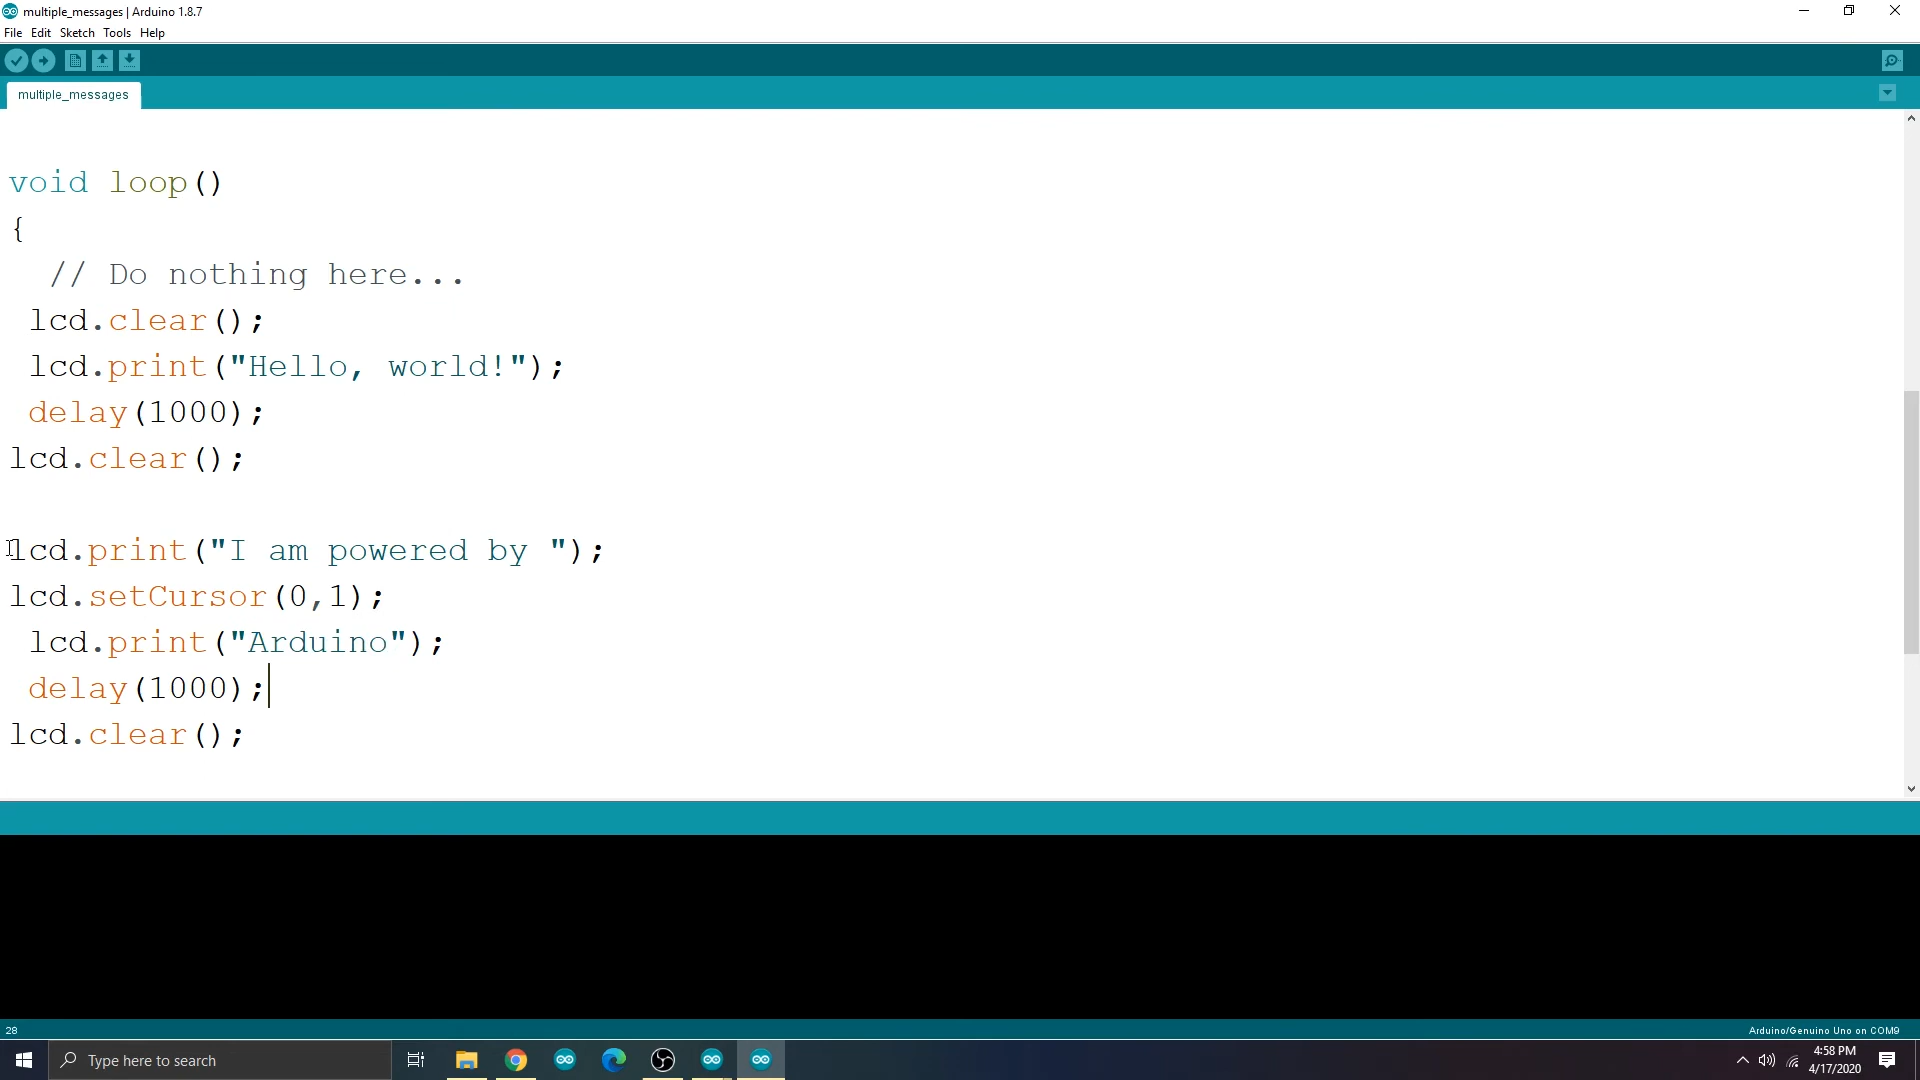 multiple_messages | Arduino 1.8.7
File Edit Sketch Tools Help
multiple_messages
void loop()
{
// Do nothing here...
lcd.clear();
lcd.print("Hello, world!");
delay(1000);
lcd.clear();
lcd.print("I am powered by ");
lcd.setCursor(0,1);
lcd.print("Arduino");
delay(1000);
lcd.clear();
28
Arduino/Genuino Uno on COM9
Type here to search
4:58 PM
4/17/2020